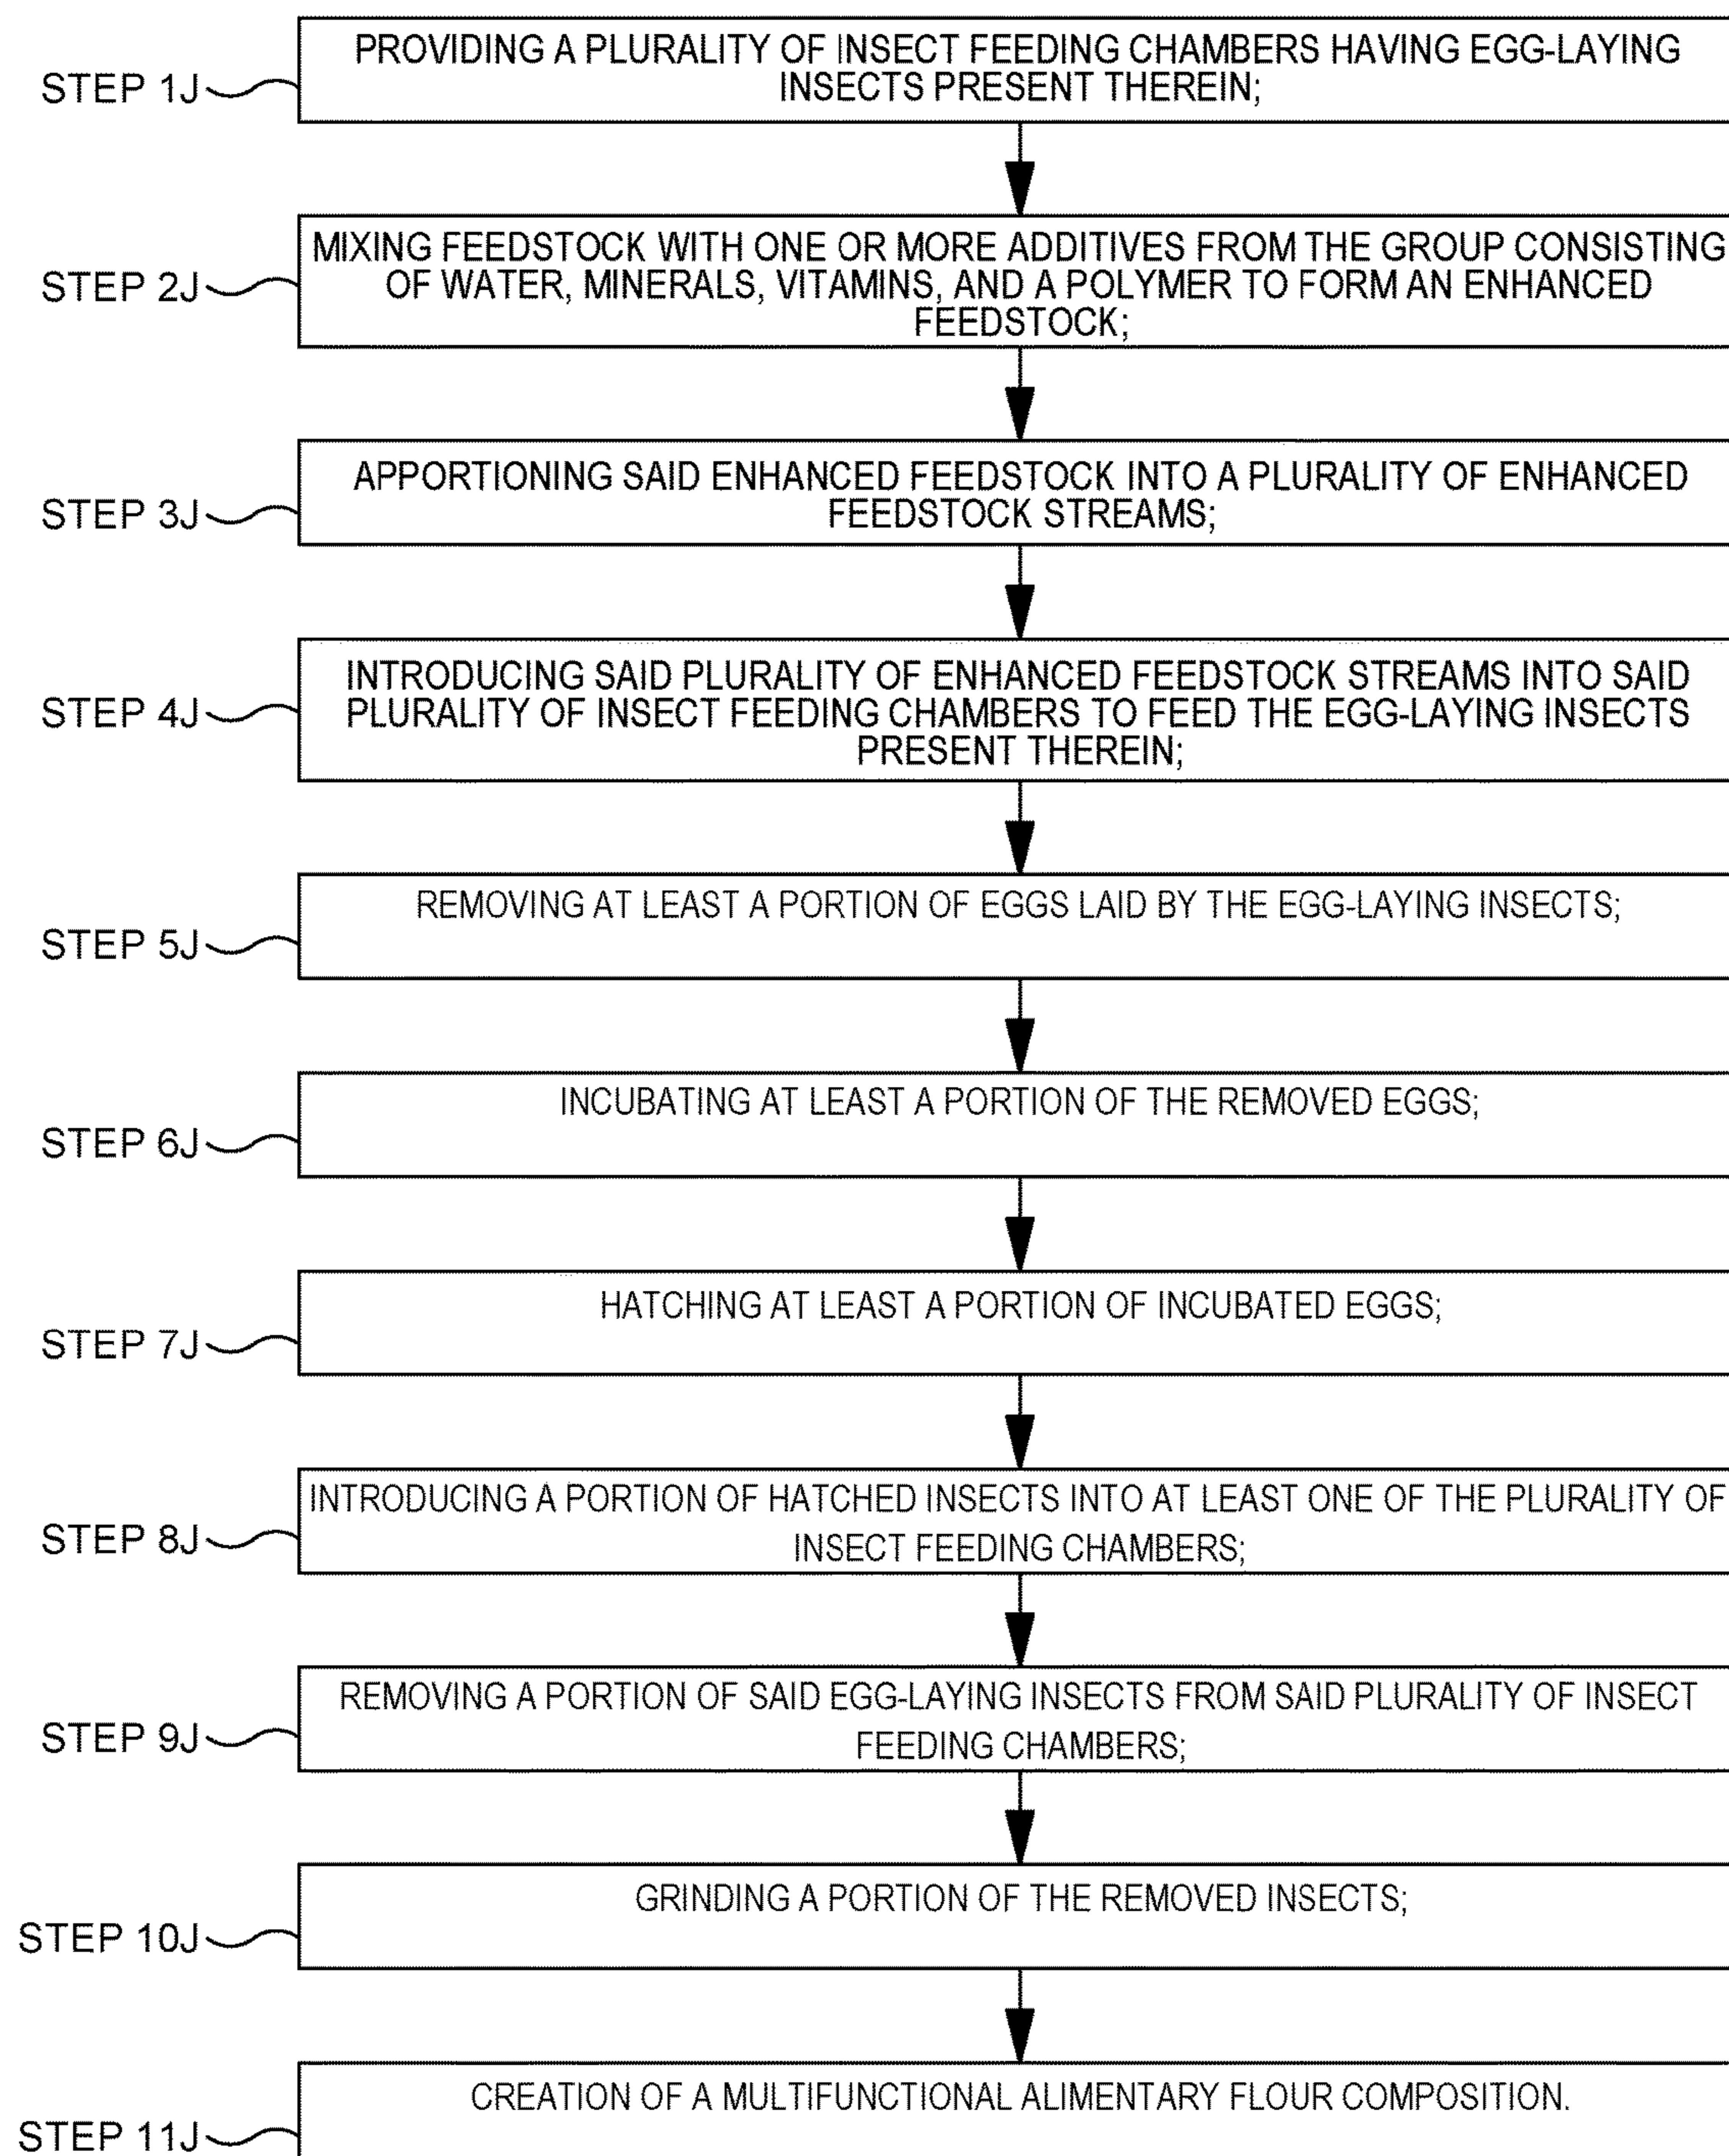 STEP 1J
PROVIDING A PLURALITY OF INSECT FEEDING CHAMBERS HAVING EGG-LAYING
INSECTS PRESENT THEREIN;
STEP 2J
MIXING FEEDSTOCK WITH ONE OR MORE ADDITIVES FROM THE GROUP CONSISTING
OF WATER, MINERALS, VITAMINS, AND A POLYMER TO FORM AN ENHANCED
FEEDSTOCK;
STEP 3J
APPORTIONING SAID ENHANCED FEEDSTOCK INTO A PLURALITY OF ENHANCED
FEEDSTOCK STREAMS;
STEP 4J
INTRODUCING SAID PLURALITY OF ENHANCED FEEDSTOCK STREAMS INTO SAID
PLURALITY OF INSECT FEEDING CHAMBERS TO FEED THE EGG-LAYING INSECTS
PRESENT THEREIN;
STEP 5J
REMOVING AT LEAST A PORTION OF EGGS LAID BY THE EGG-LAYING INSECTS;
STEP 6J
INCUBATING AT LEAST A PORTION OF THE REMOVED EGGS;
STEP 7J
HATCHING AT LEAST A PORTION OF INCUBATED EGGS;
STEP 8J
INTRODUCING A PORTION OF HATCHED INSECTS INTO AT LEAST ONE OF THE PLURALITY OF
INSECT FEEDING CHAMBERS;
STEP 9J
REMOVING A PORTION OF SAID EGG-LAYING INSECTS FROM SAID PLURALITY OF INSECT
FEEDING CHAMBERS;
STEP 10J
GRINDING A PORTION OF THE REMOVED INSECTS;
STEP 11J
CREATION OF A MULTIFUNCTIONAL ALIMENTARY FLOUR COMPOSITION.